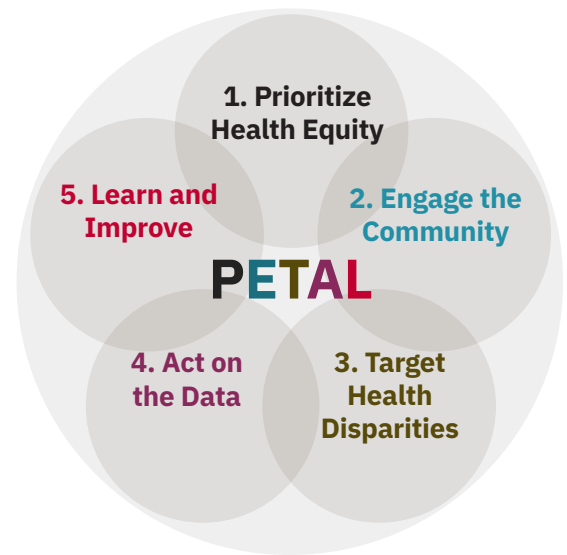 1. Prioritize
Health Equity
2. Engage the
Community
3. Target
Health
Disparities
4. Act on
the Data
5. Learn and
Improve
PETAL